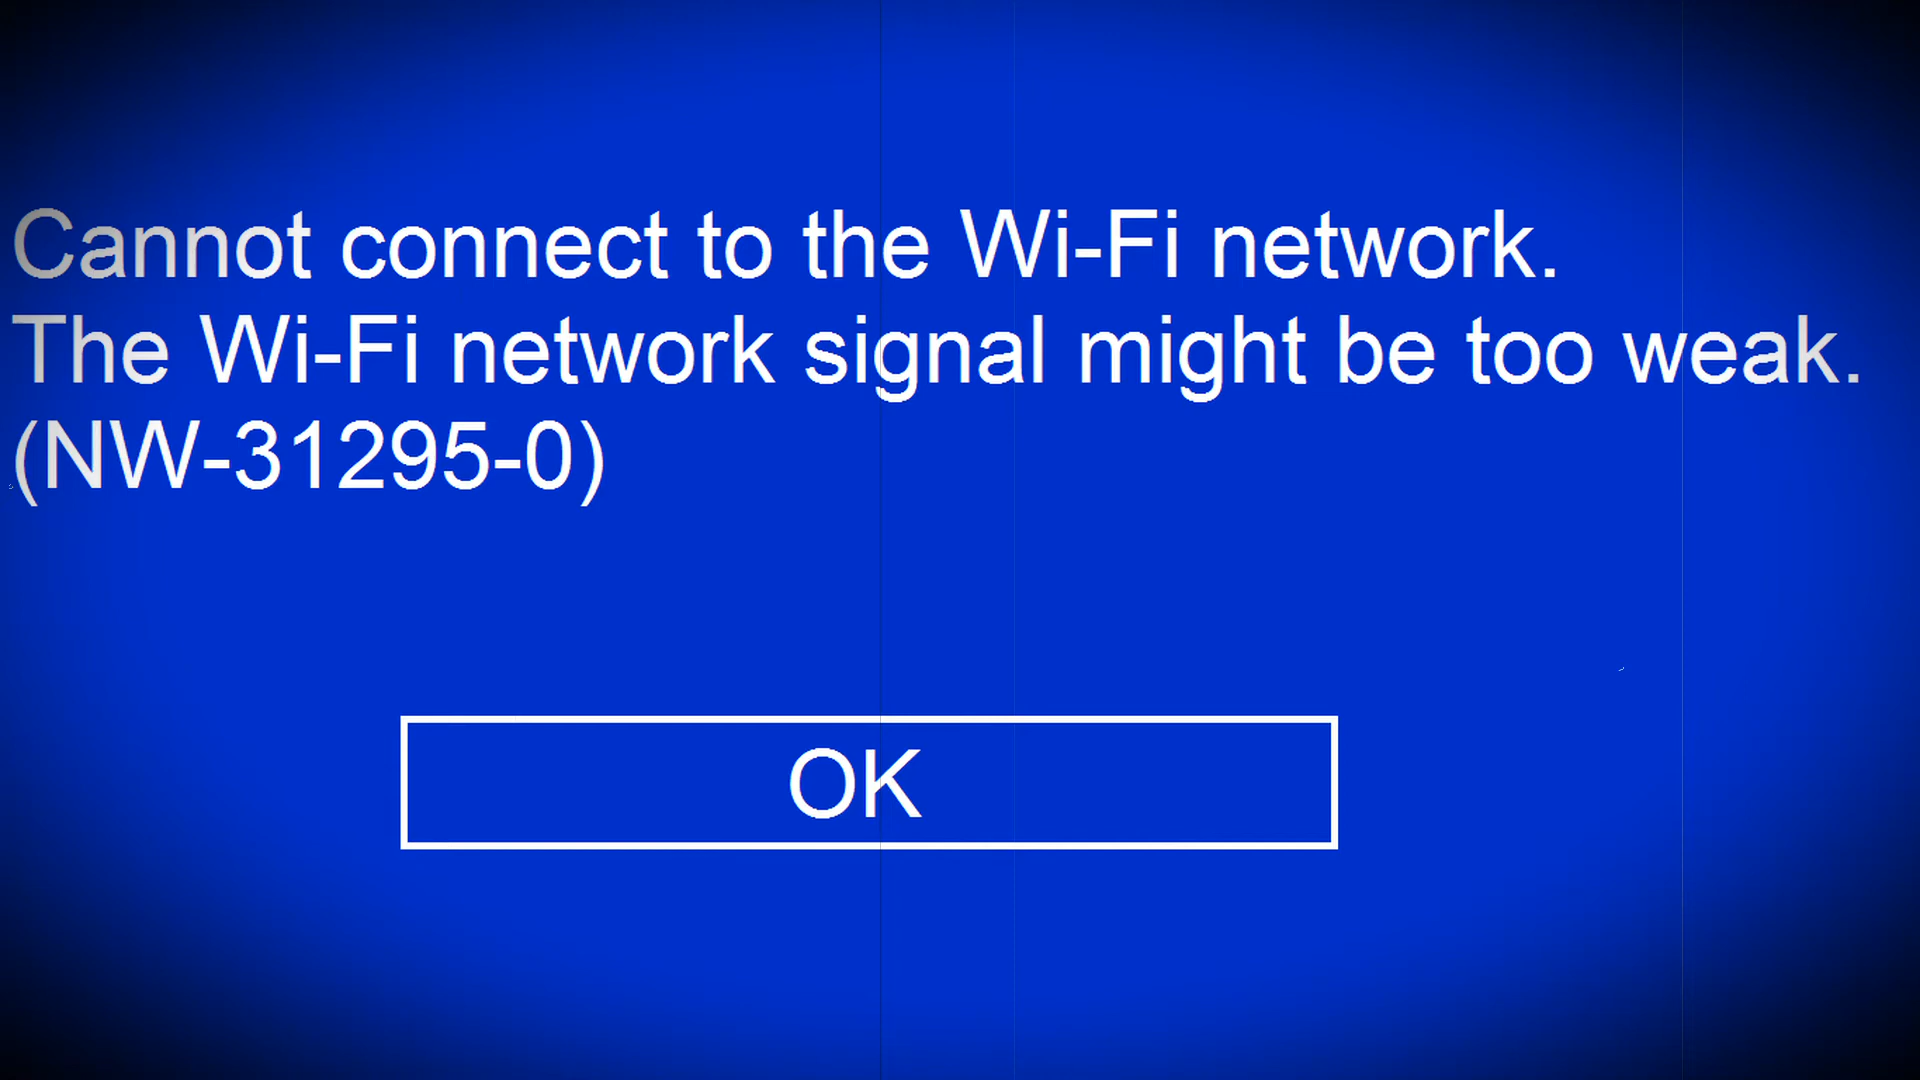 Cannot connect to the Wi-Fi network.
The Wi-Fi network signal might be too weak.
(NW-31295-0)
OK